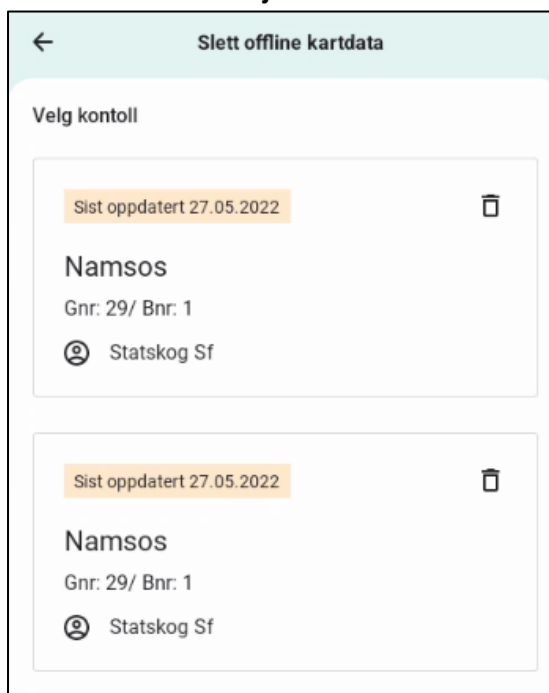 Slett offline kartdata
Velg kontoll
Sist oppdatert 27.05.2022
Namsos
Gnr: 29/ Bnr: 1
Statskog Sf
Sist oppdatert 27.05.2022
Namsos
Gnr: 29/ Bnr: 1
Statskog Sf